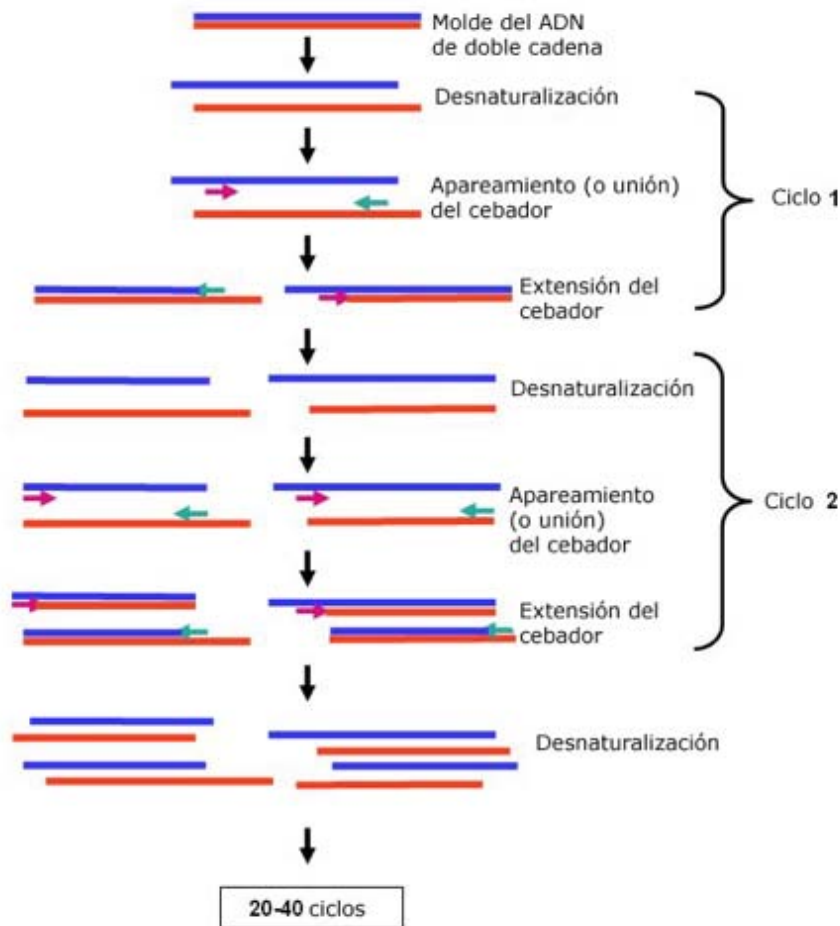 Molde del ADN
de doble cadena
Desnaturalización
Apareamiento (o unión)
del cebador
Ciclo 1
Extensión del
cebador
Desnaturalización
Apareamiento
(o unión)
del cebador
Ciclo 2
Extensión del
cebador
Desnaturalización
20-40 ciclos